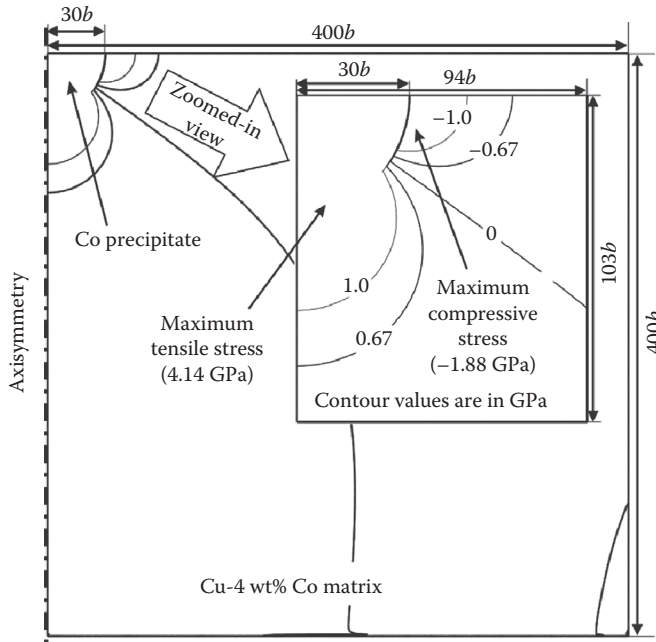 30b
400b
30b
94b
Zoomed-in
view
−1.0
−0.67
Co precipitate
0
103b
400b
Axisymmetry
1.0
Maximum
tensile stress
(4.14 GPa)
0.67
Maximum
compressive
stress
(−1.88 GPa)
Contour values are in GPa
Cu-4 wt% Co matrix